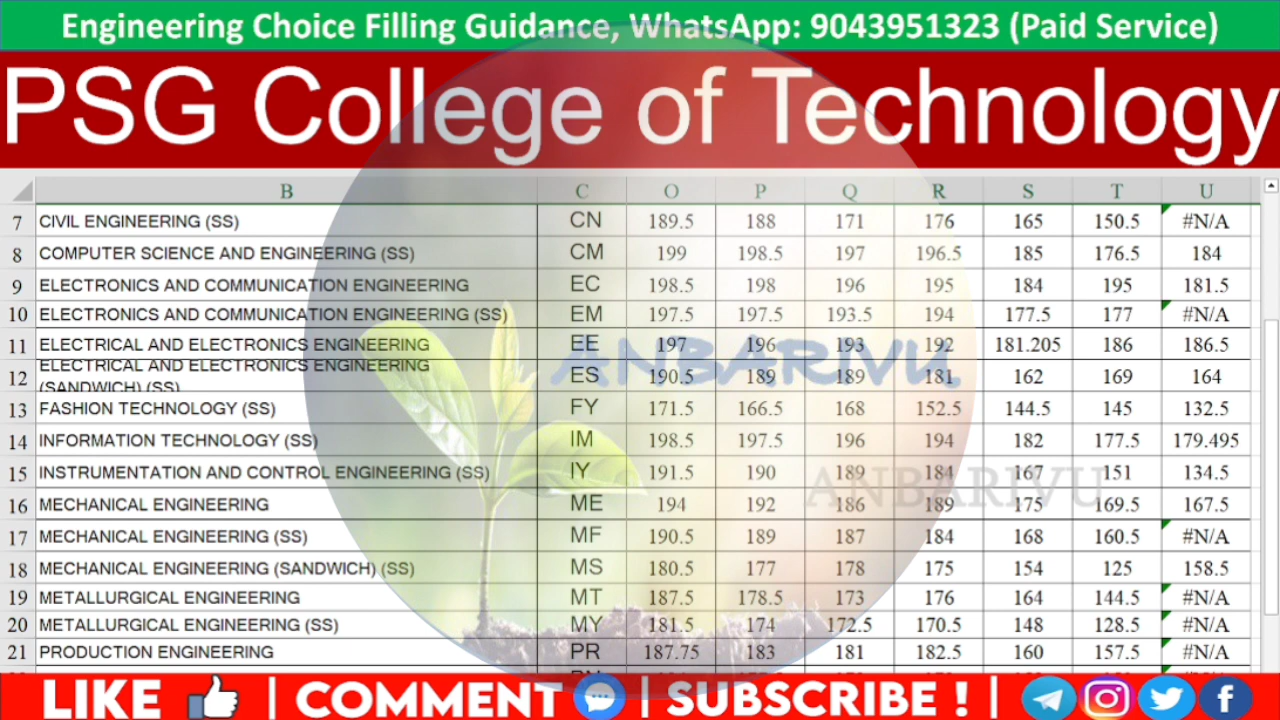 Engineering Choice Filling Guidance, WhatsApp: 9043951323 (Paid Service)
PSG College of Technology
B C O P Q R S T U
7 CIVIL ENGINEERING (SS) CN 189.5 188 171 176 165 150.5 #N/A
8 COMPUTER SCIENCE AND ENGINEERING (SS) CM 199 198.5 197 196.5 185 176.5 184
9 ELECTRONICS AND COMMUNICATION ENGINEERING EC 198.5 198 196 195 184 195 181.5
10 ELECTRONICS AND COMMUNICATION ENGINEERING (SS) EM 197.5 197.5 193.5 194 177.5 177 #N/A
11 ELECTRICAL AND ELECTRONICS ENGINEERING EE 197 196 193 192 181.205 186 186.5
12 ELECTRICAL AND ELECTRONICS ENGINEERING (SANDWICH) (SS) ES 190.5 189 189 181 162 169 164
ANBARIVU
13 FASHION TECHNOLOGY (SS) FY 171.5 166.5 168 152.5 144.5 145 132.5
14 INFORMATION TECHNOLOGY (SS) IM 198.5 197.5 196 194 182 177.5 179.495
15 INSTRUMENTATION AND CONTROL ENGINEERING (SS) IY 191.5 190 189 184 167 151 134.5
ANBARIVU
16 MECHANICAL ENGINEERING ME 194 192 186 189 175 169.5 167.5
17 MECHANICAL ENGINEERING (SS) MF 190.5 189 187 184 168 160.5 #N/A
18 MECHANICAL ENGINEERING (SANDWICH) (SS) MS 180.5 177 178 175 154 125 158.5
19 METALLURGICAL ENGINEERING MT 187.5 178.5 173 176 164 144.5 #N/A
20 METALLURGICAL ENGINEERING (SS) MY 181.5 174 172.5 170.5 148 128.5 #N/A
21 PRODUCTION ENGINEERING PR 187.75 183 181 182.5 160 157.5 #N/A
LIKE | COMMENT | SUBSCRIBE ! |